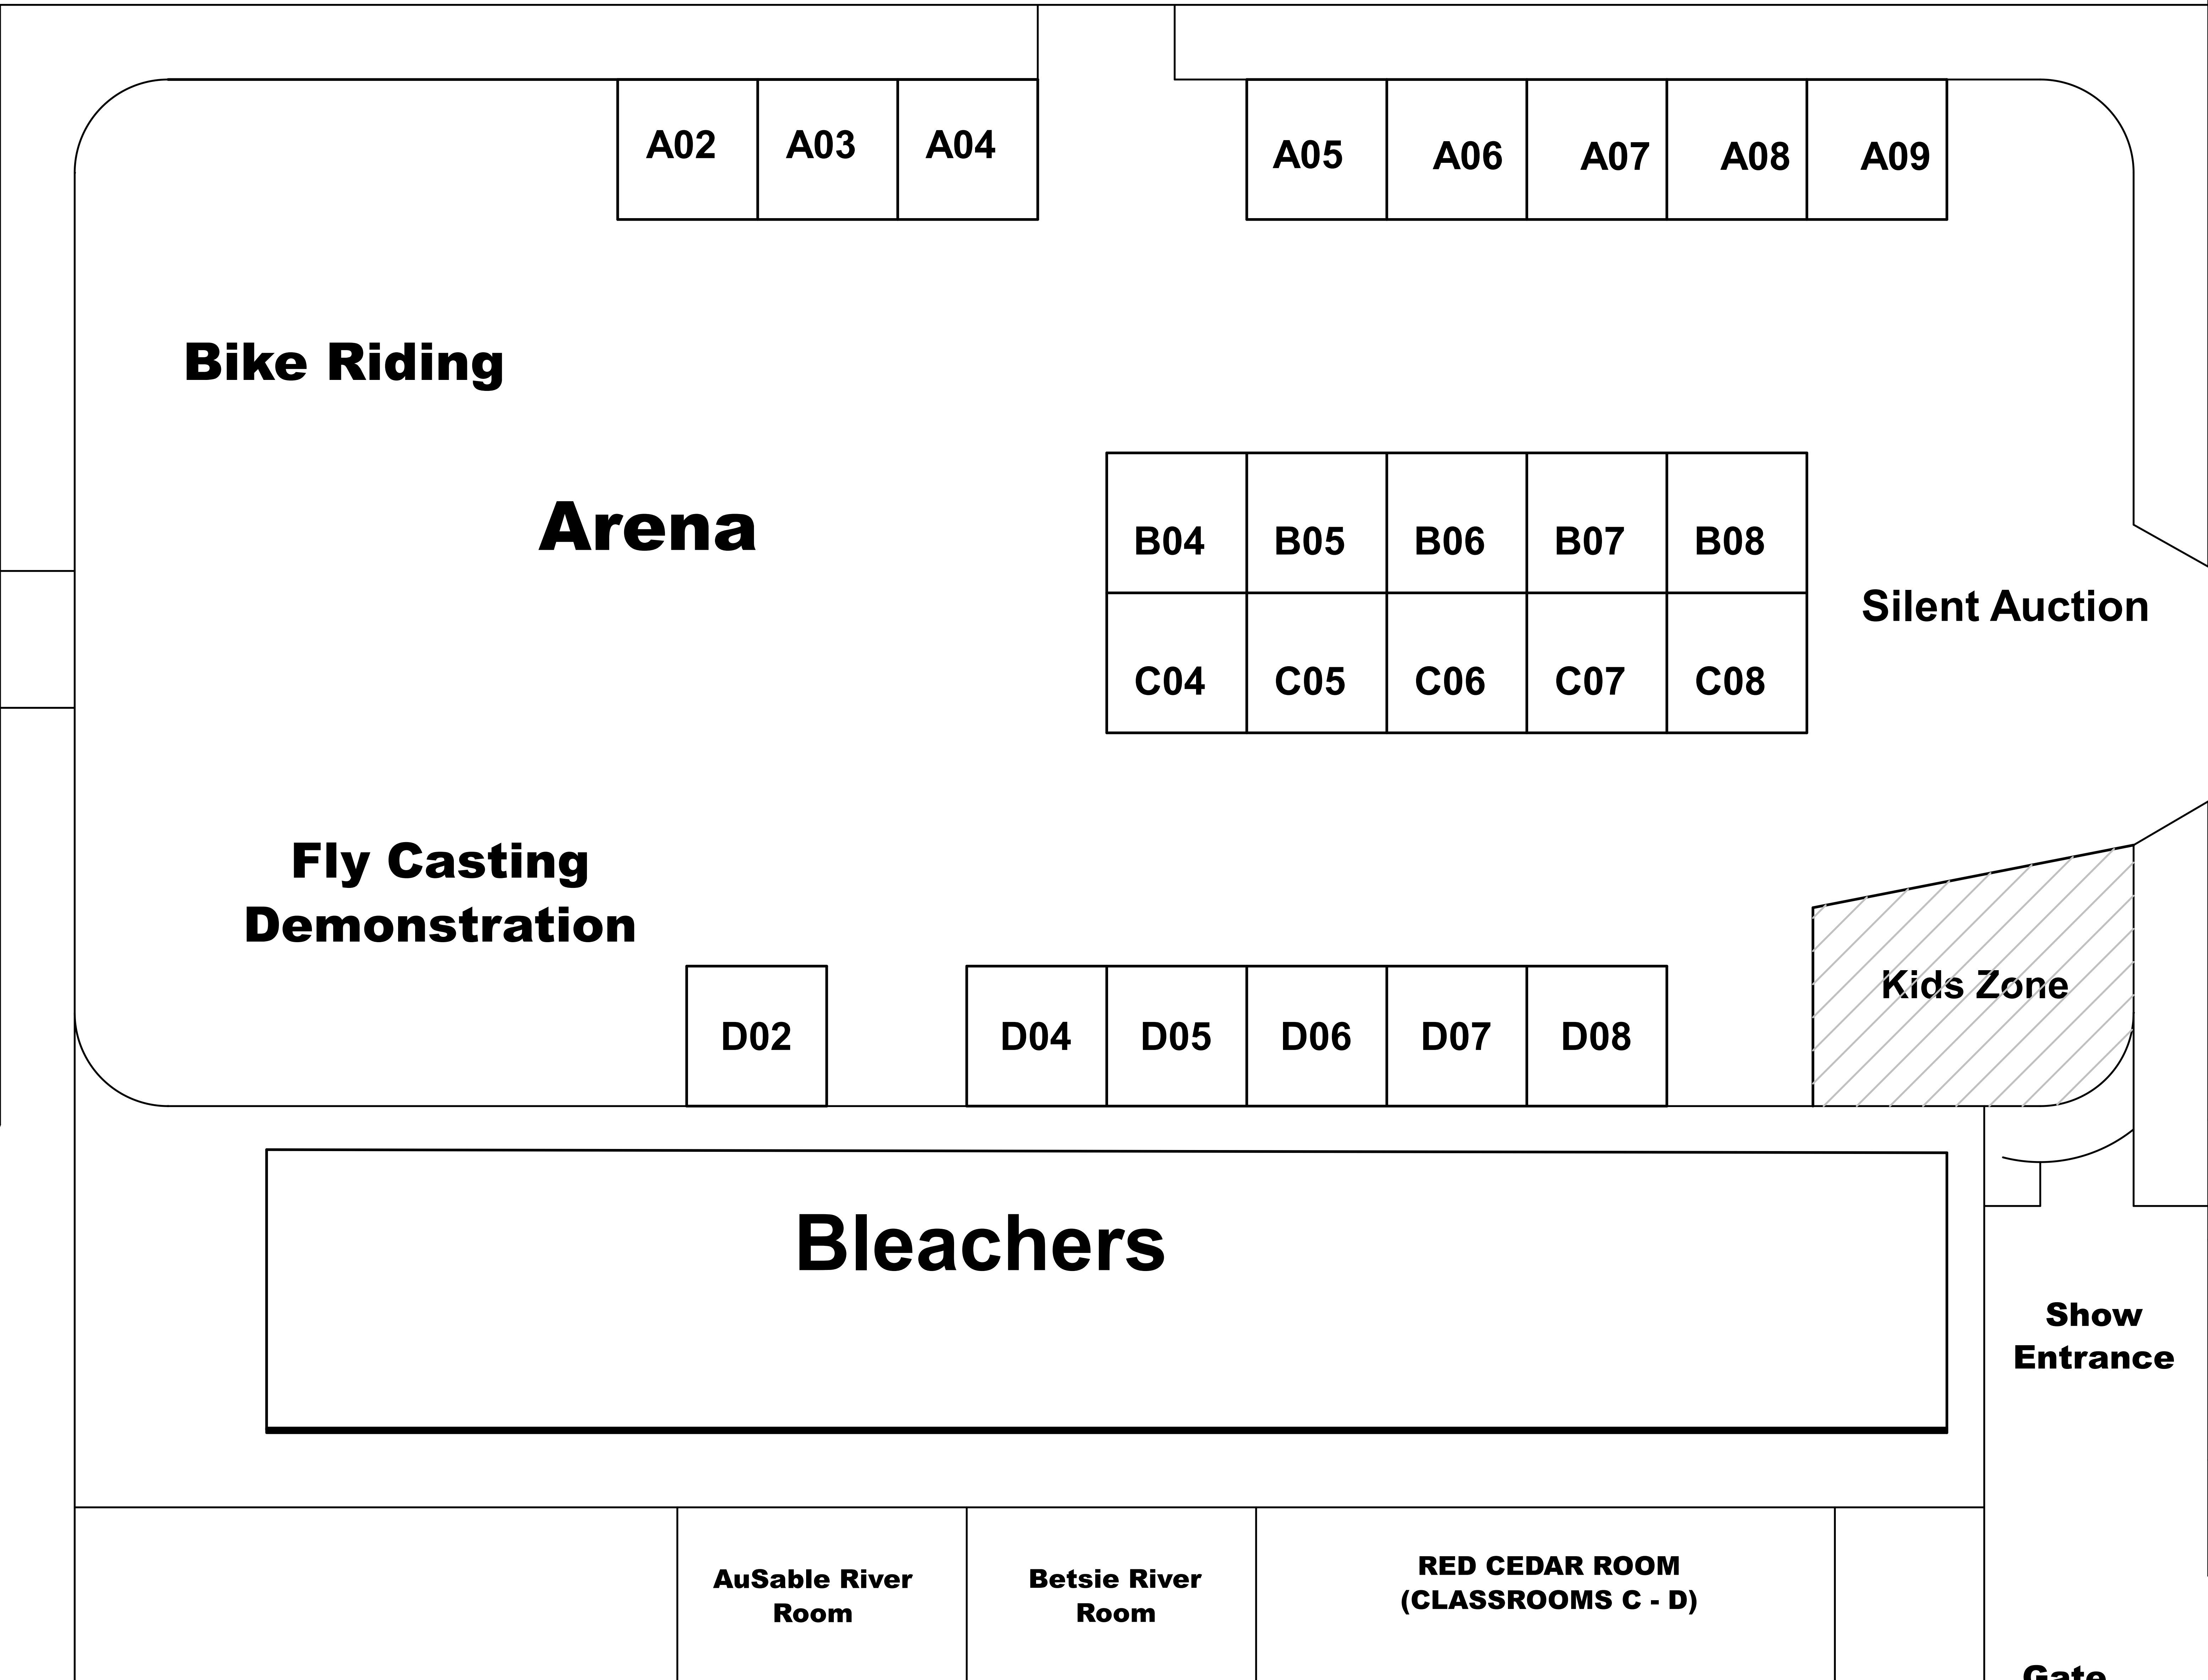 A02 A03 A04 A05 A06 A07 A08 A09
Bike Riding
Arena
B04 B05 B06 B07 B08
Silent Auction
C04 C05 C06 C07 C08
Fly Casting
Demonstration
Kids Zone
D02 D04 D05 D06 D07 D08
Bleachers
Show
Entrance
AuSable River
Room
Betsie River
Room
RED CEDAR ROOM
(CLASSROOMS C - D)
Gate